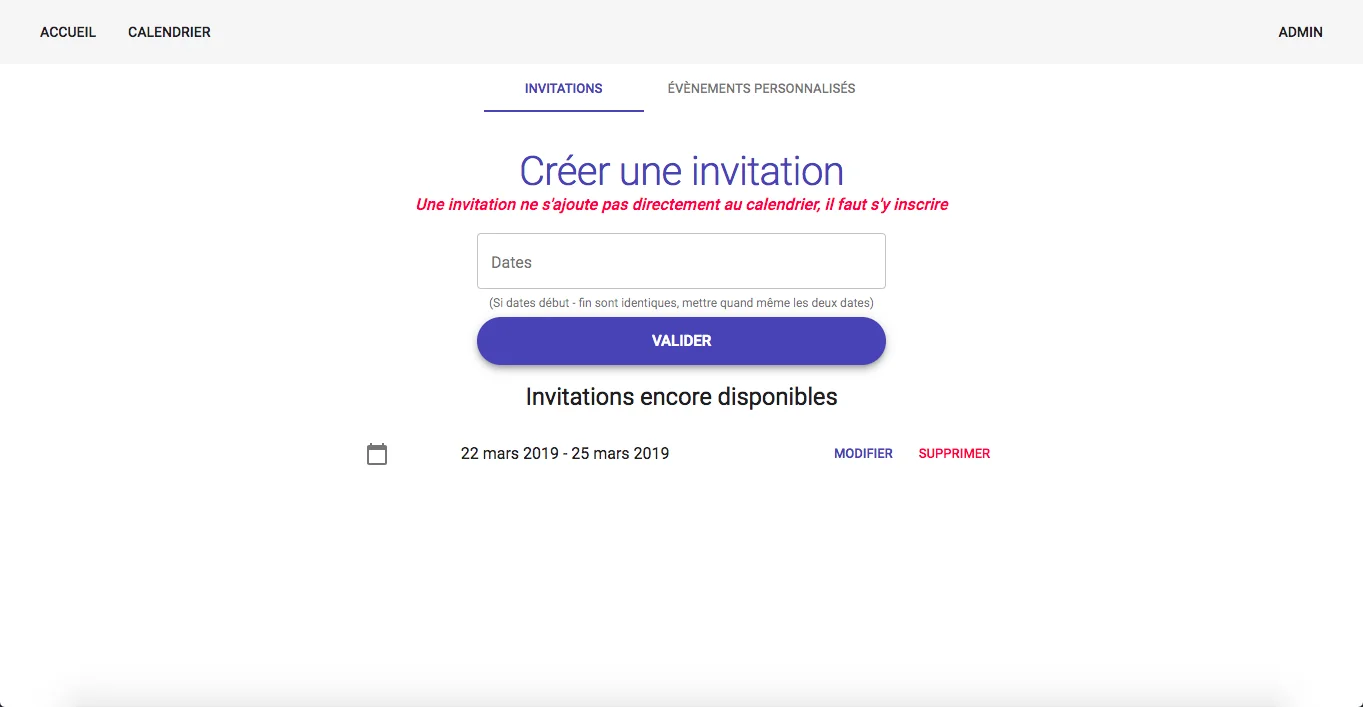 ACCUEIL CALENDRIER ADMIN
INVITATIONS ÉVÈNEMENTS PERSONNALISÉS
Créer une invitation
Une invitation ne s'ajoute pas directement au calendrier, il faut s'y inscrire
Dates
(Si dates début - fin sont identiques, mettre quand même les deux dates)
VALIDER
Invitations encore disponibles
22 mars 2019 - 25 mars 2019 MODIFIER SUPPRIMER